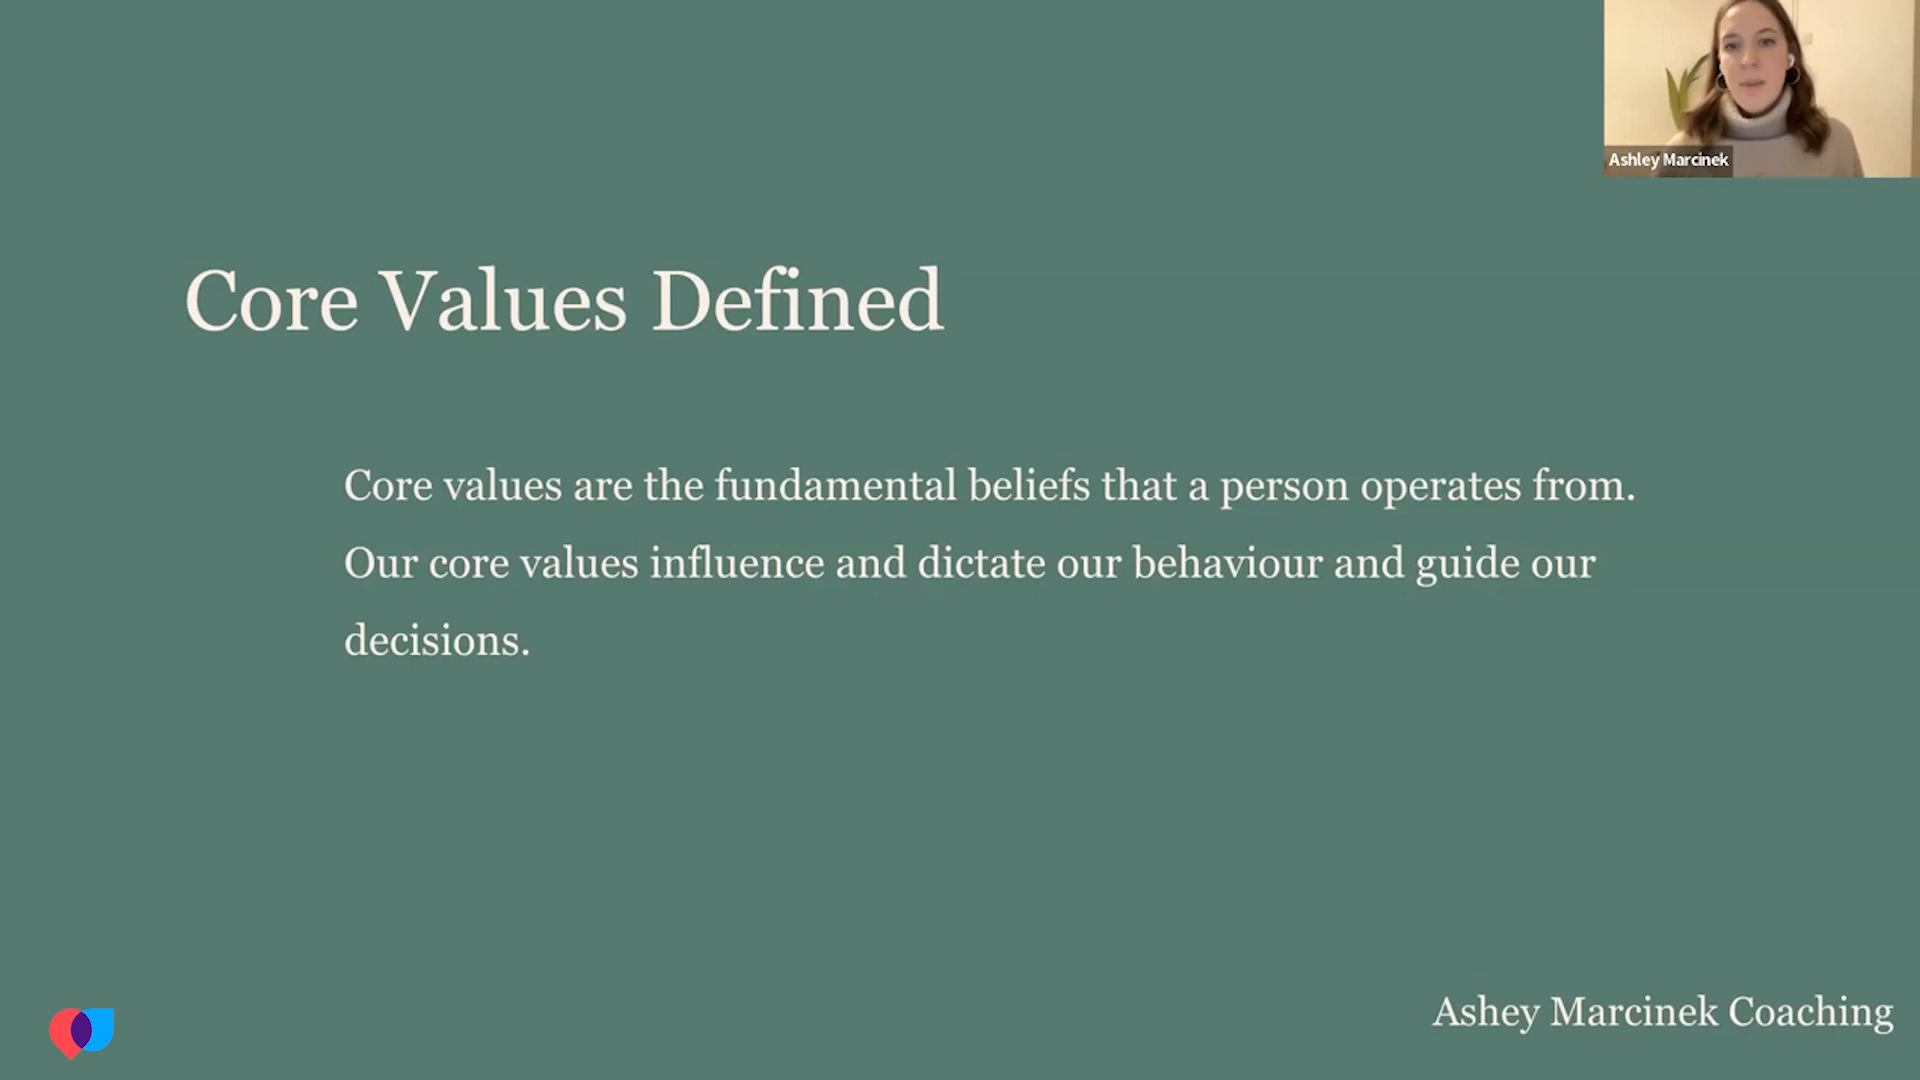 Ashley Marcinek
Core Values Defined
Core values are the fundamental beliefs that a person operates from.
Our core values influence and dictate our behaviour and guide our
decisions.
Ashey Marcinek Coaching